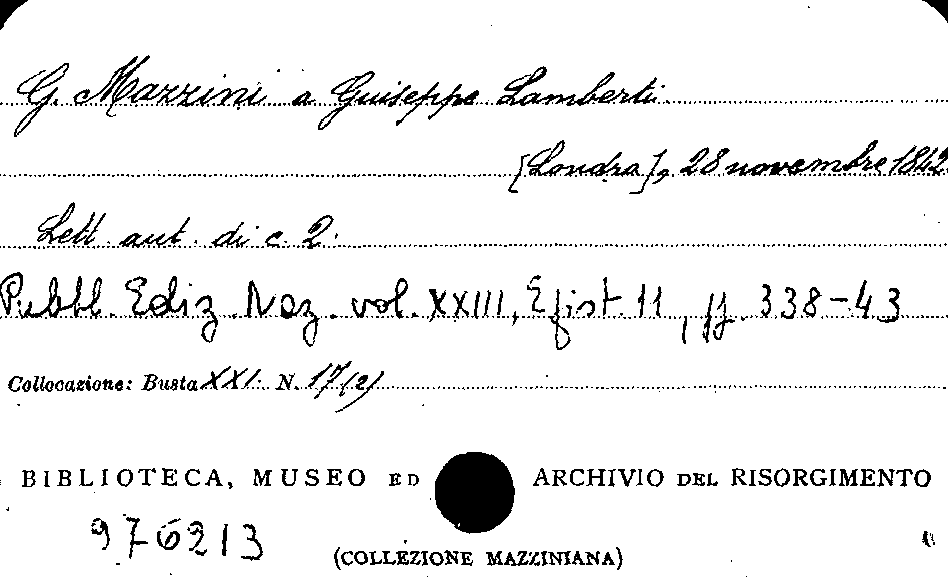 G. Mazzini a Guiseppe Lamberti.
[Londra], 28 novembre 1842.
Lett. aut. di c. 2.
Pubbl. Ediz. Naz. vol. XXIII, Epist. 11, pp. 338-43
Collocazione: Busta XXI. N. 17(2)
BIBLIOTECA, MUSEO ED ARCHIVIO DEL RISORGIMENTO
976213
(COLLEZIONE MAZZINIANA)